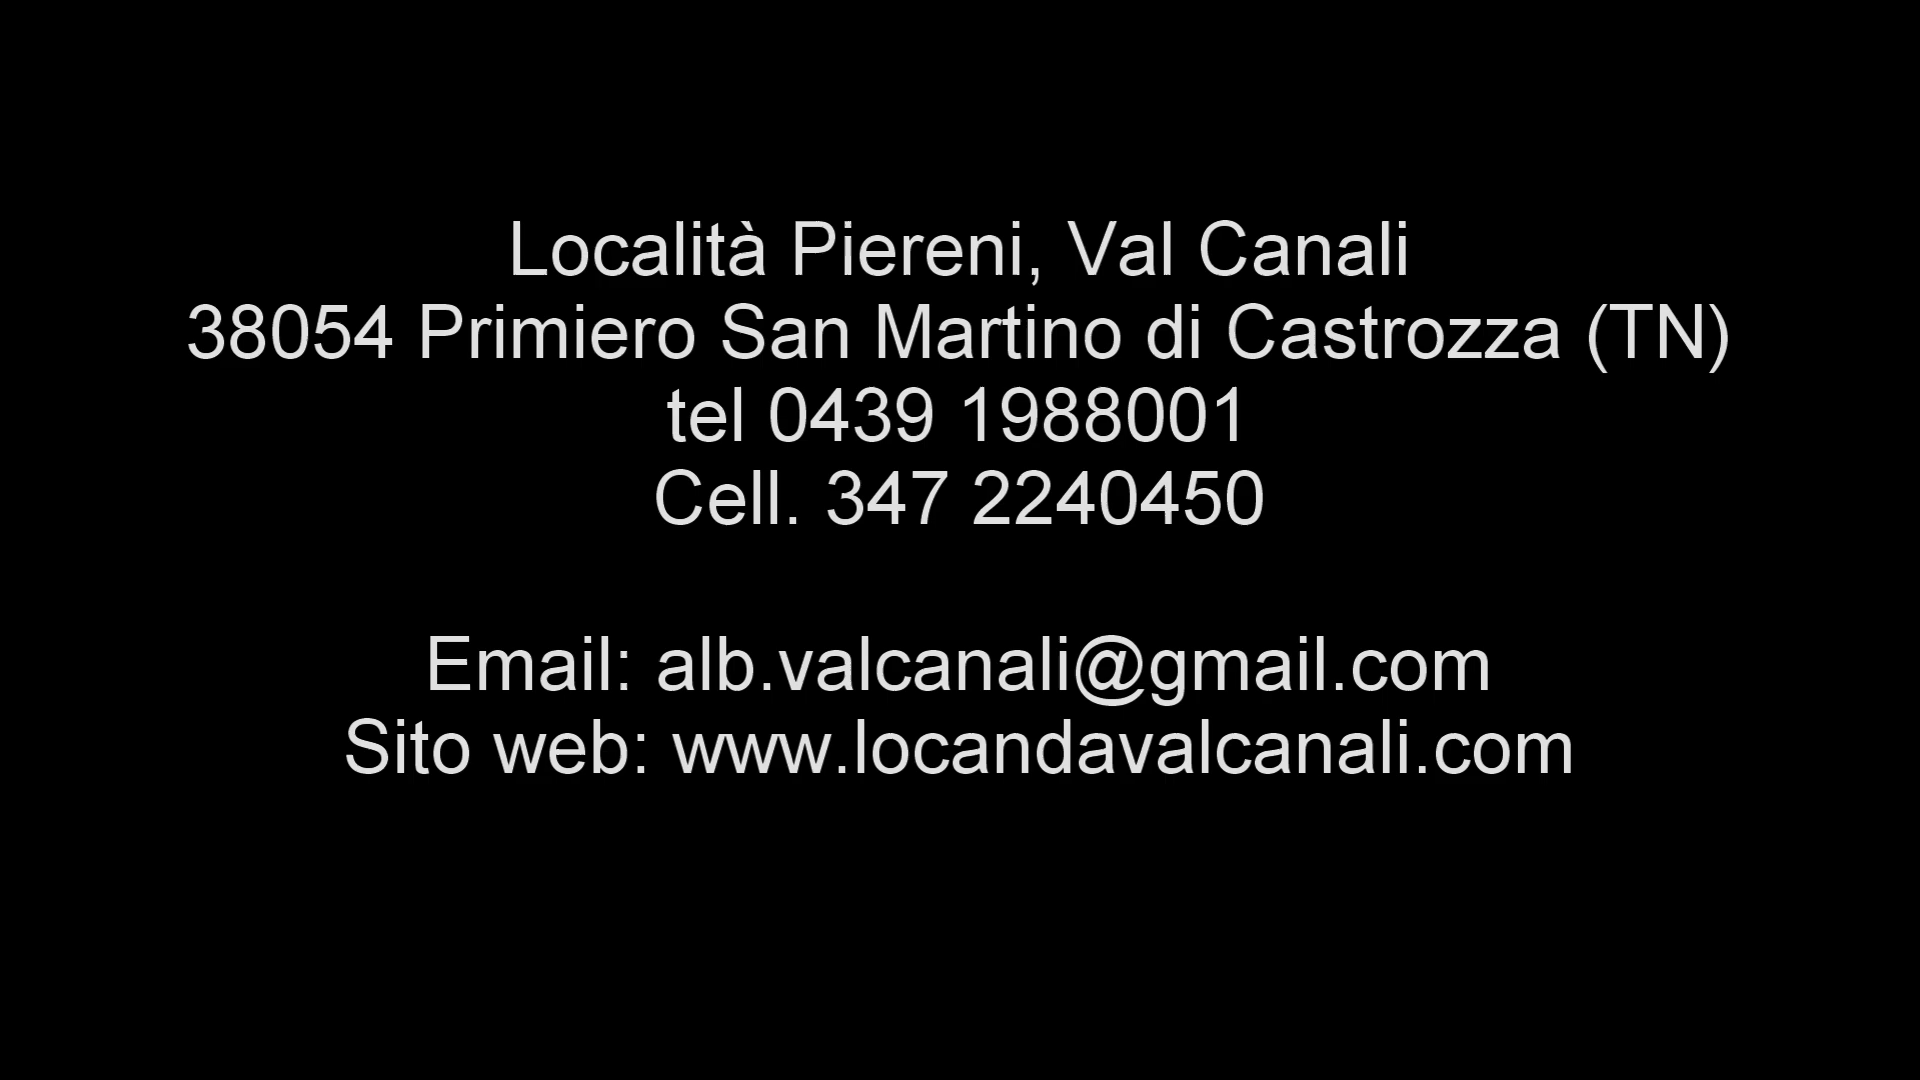 Località Piereni, Val Canali
38054 Primiero San Martino di Castrozza (TN)
tel 0439 1988001
Cell. 347 2240450
Email: alb.valcanali@gmail.com
Sito web: www.locandavalcanali.com